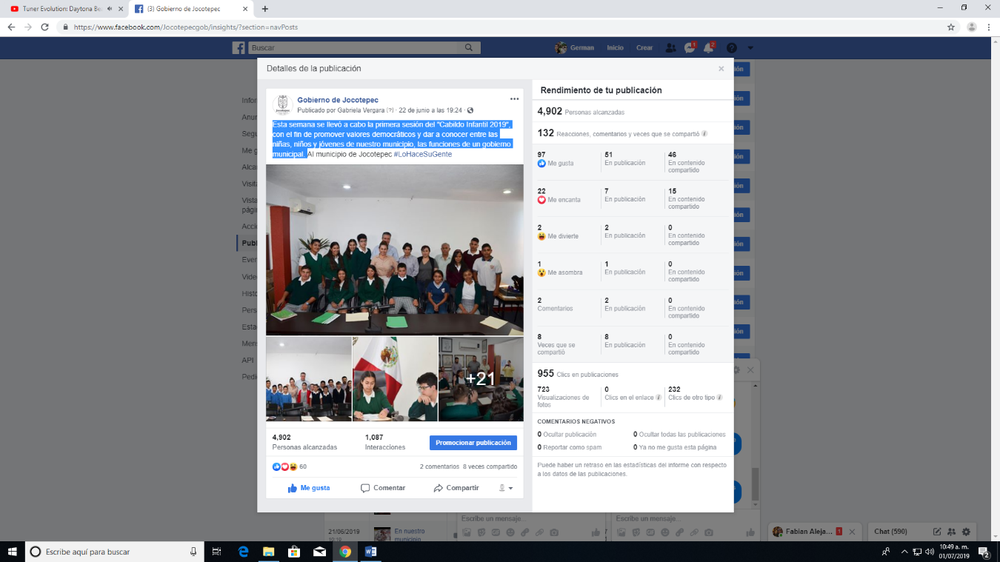 Tuner Evolution: Daytona Be
(3) Gobierno de Jocotepec
https://www.facebook.com/Jocotepecgob/insights/?section=navPosts
Buscar
German
Inicio
Crear
1
2
Detalles de la publicación
Gobierno de Jocotepec
Publicado por Gabriela Vergara [?] · 22 de junio a las 19:24 ·
Esta semana se llevó a cabo la primera sesión del "Cabildo Infantil 2019",
con el fin de promover valores democráticos y dar a conocer entre las
niñas, niños y jóvenes de nuestro municipio, las funciones de un gobierno
municipal. Al municipio de Jocotepec #LoHaceSuGente
+21
4,902
Personas alcanzadas
1,087
Interacciones
Promocionar publicación
60
2 comentarios 8 veces compartido
Me gusta
Comentar
Compartir
Rendimiento de tu publicación
4,902 Personas alcanzadas
132 Reacciones, comentarios y veces que se compartió
97
Me gusta
51
En publicación
46
En contenido
compartido
22
Me encanta
7
En publicación
15
En contenido
compartido
2
Me divierte
2
En publicación
0
En contenido
compartido
1
Me asombra
1
En publicación
0
En contenido
compartido
2
Comentarios
2
En publicación
0
En contenido
compartido
8
Veces que se
compartió
8
En publicación
0
En contenido
compartido
955 Clics en publicaciones
723
Visualizaciones de
fotos
0
Clics en el enlace
232
Clics de otro tipo
COMENTARIOS NEGATIVOS
0 Ocultar publicación
0 Ocultar todas las publicaciones
0 Reportar como spam
0 Ya no me gusta esta página
Puede haber un retraso en las estadísticas del informe con respecto
a los datos de las publicaciones.
Infor
Anun
Segu
Me g
Alcar
Visita
Vista
págin
Acci
Publ
Even
Video
Histo
Pers
Esta
Mens
API
Pedi
21/06/2019
En nuestro
municipio
Escribe un mensaje...
Escribe un mensaje...
Fabian Aleja...
1
Chat (590)
Escribe aquí para buscar
10:49 a. m.
01/07/2019
2